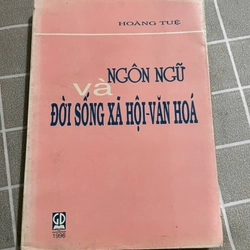 HOÀNG TUỆ
NGÔN NGỮ
và
ĐỜI SỐNG XÃ HỘI-VĂN HOÁ
GD
1996